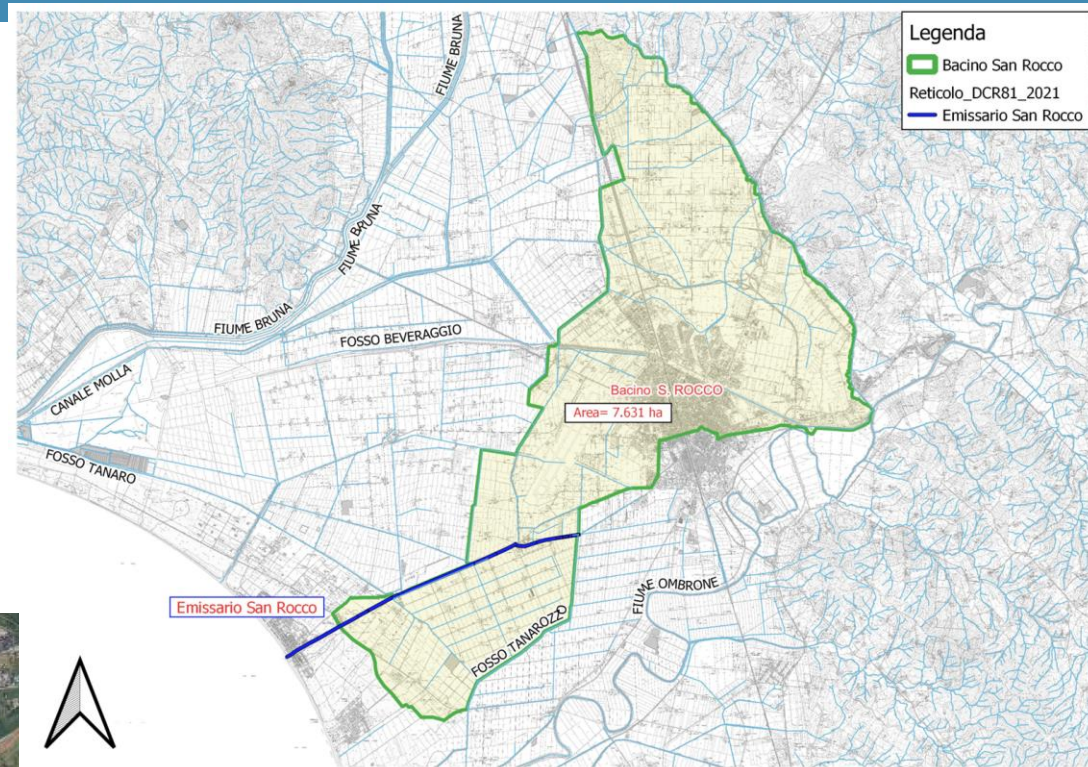 Legenda
Bacino San Rocco
Reticolo_DCR81_2021
Emissario San Rocco
FIUME BRUNA
FIUME BRUNA
FIUME BRUNA
FIUME BRUNA
FOSSO BEVERAGGIO
CANALE MOLLA
Bacino S. ROCCO
Area= 7.631 ha
FOSSO TANARO
Emissario San Rocco
FIUME OMBRONE
FOSSO TANAROZZO